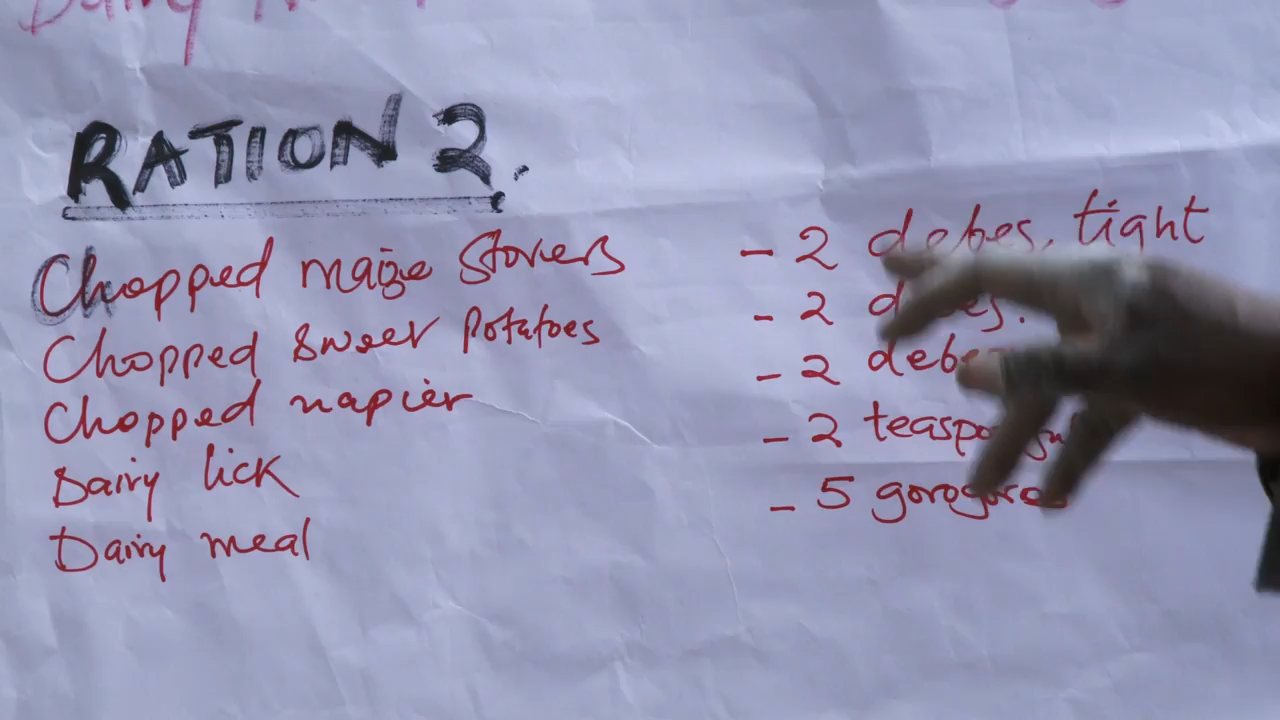 RATION 2.
Chopped maize stovers - 2 debes, tight
Chopped sweet potatoes - 2
Chopped napier - 2
Dairy lick - 2
Dairy meal - 5